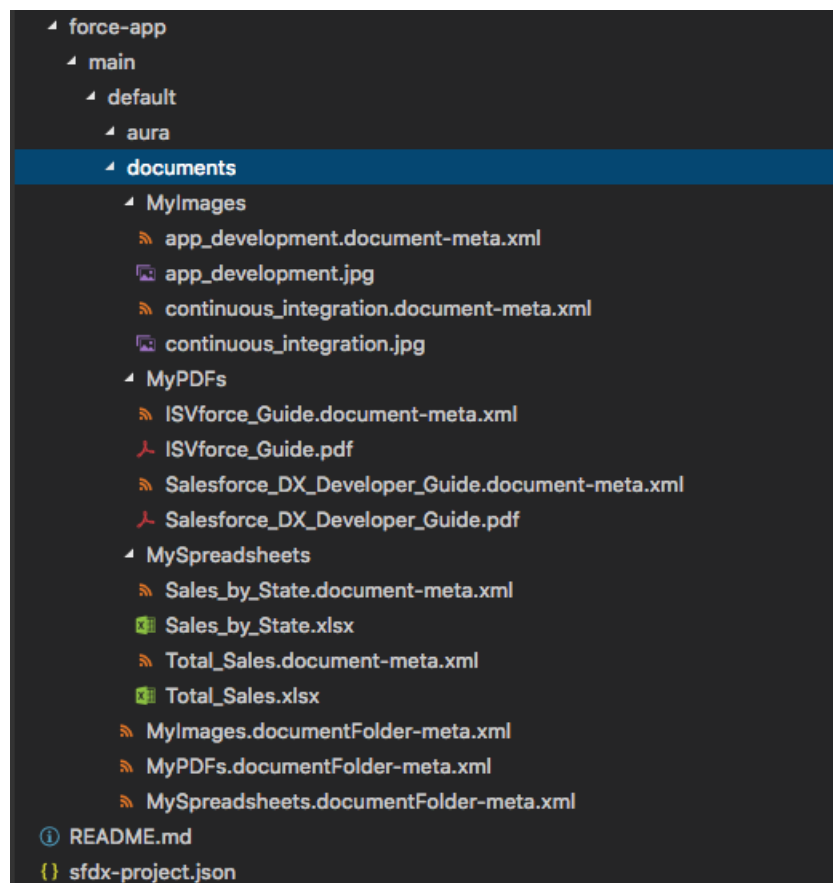 force-app
main
default
aura
documents
MyImages
app_development.document-meta.xml
app_development.jpg
continuous_integration.document-meta.xml
continuous_integration.jpg
MyPDFs
ISVforce_Guide.document-meta.xml
ISVforce_Guide.pdf
Salesforce_DX_Developer_Guide.document-meta.xml
Salesforce_DX_Developer_Guide.pdf
MySpreadsheets
Sales_by_State.document-meta.xml
Sales_by_State.xlsx
Total_Sales.document-meta.xml
Total_Sales.xlsx
MyImages.documentFolder-meta.xml
MyPDFs.documentFolder-meta.xml
MySpreadsheets.documentFolder-meta.xml
README.md
{} sfdx-project.json